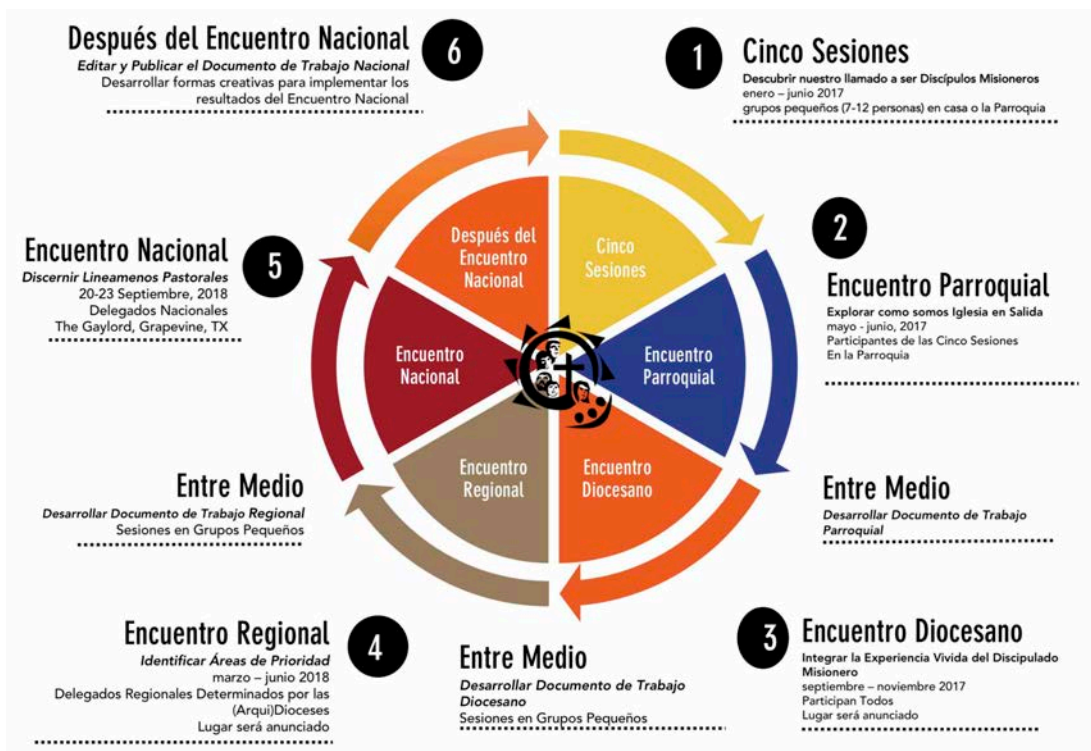 1
Cinco Sesiones
Descubrir nuestro llamado a ser Discípulos Misioneros
enero – junio 2017
grupos pequeños (7-12 personas) en casa o la Parroquia
2
Encuentro Parroquial
Explorar como somos Iglesia en Salida
mayo - junio, 2017
Participantes de las Cinco Sesiones
En la Parroquia
Entre Medio
Desarrollar Documento de Trabajo
Parroquial
3
Encuentro Diocesano
Integrar la Experiencia Vivida del Discipulado
Misionero
septiembre – noviembre 2017
Participan Todos
Lugar será anunciado
Entre Medio
Desarrollar Documento de Trabajo
Diocesano
Sesiones en Grupos Pequeños
4
Encuentro Regional
Identificar Áreas de Prioridad
marzo – junio 2018
Delegados Regionales Determinados por las
(Arqui)Dioceses
Lugar será anunciado
Entre Medio
Desarrollar Documento de Trabajo Regional
Sesiones en Grupos Pequeños
5
Encuentro Nacional
Discernir Lineamenos Pastorales
20-23 Septiembre, 2018
Delegados Nacionales
The Gaylord, Grapevine, TX
6
Después del Encuentro Nacional
Editar y Publicar el Documento de Trabajo Nacional
Desarrollar formas creativas para implementar los
resultados del Encuentro Nacional
Cinco
Sesiones
Encuentro
Parroquial
Encuentro
Diocesano
Encuentro
Regional
Encuentro
Nacional
Después del
Encuentro
Nacional